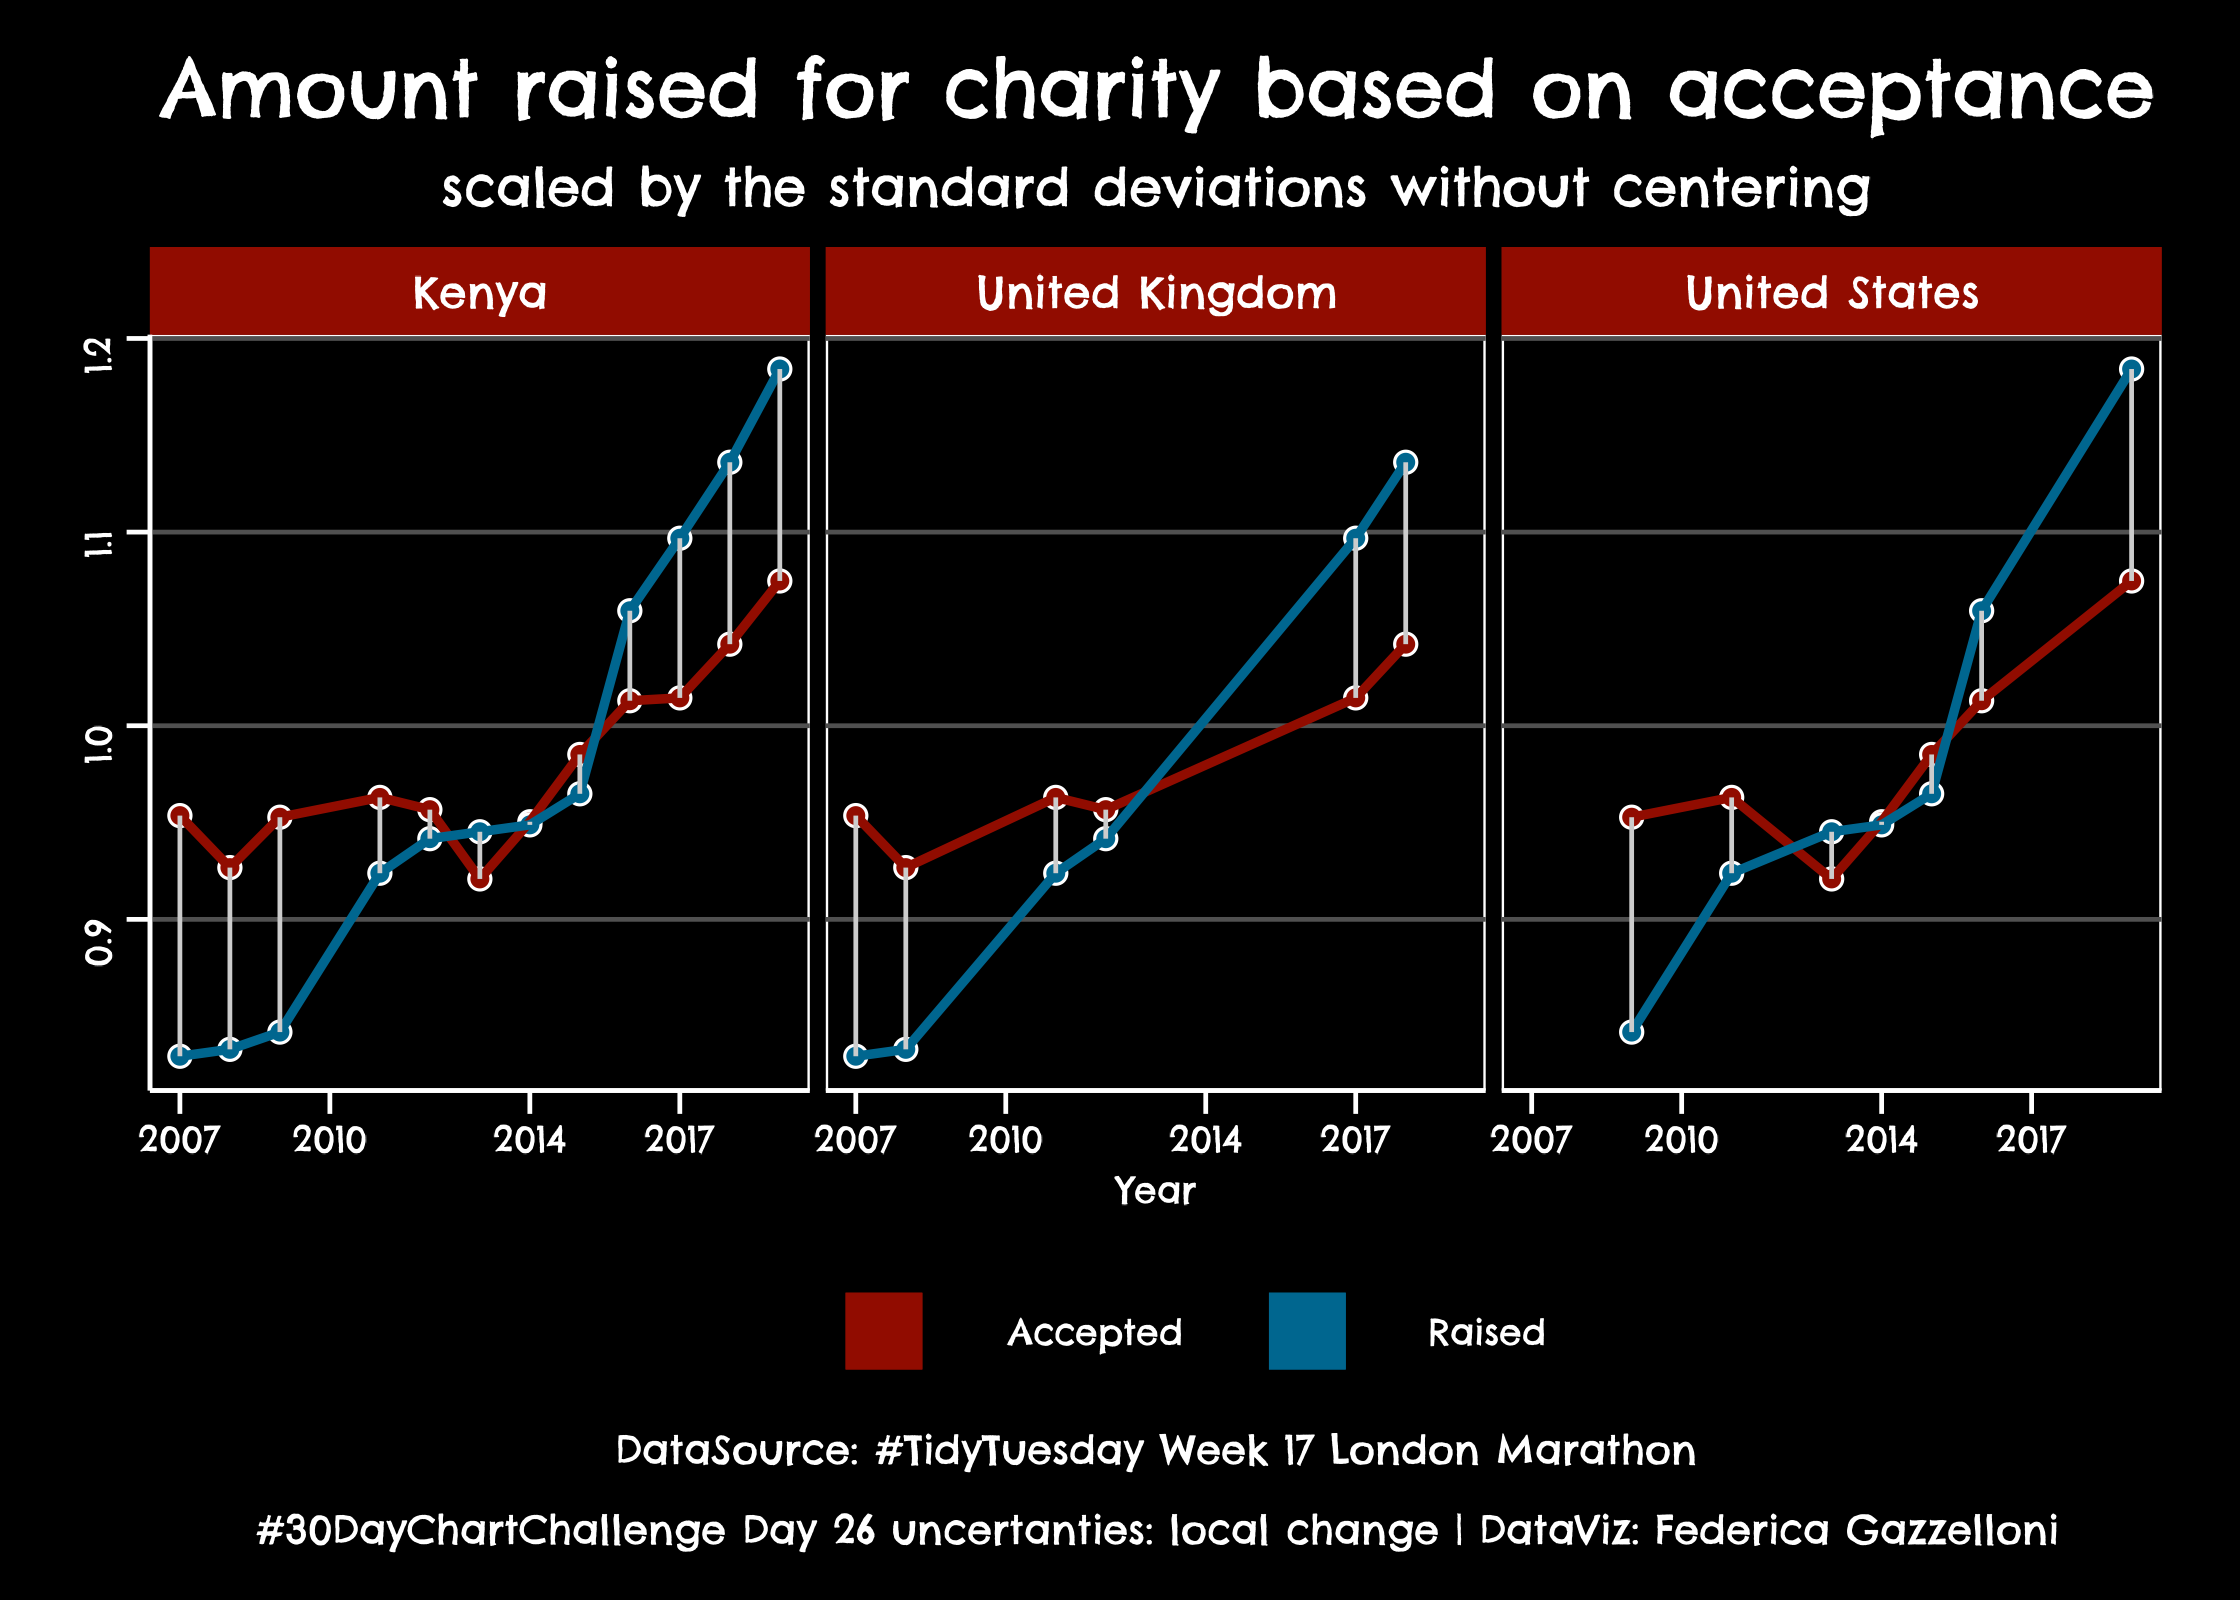 Amount raised for charity based on acceptance
scaled by the standard deviations without centering
Kenya United Kingdom United States
1.2
1.1
1.0
0.9
2007 2010 2014 2017 2007 2010 2014 2017 2007 2010 2014 2017
Year
Accepted Raised
DataSource: #TidyTuesday Week 17 London Marathon
#30DayChartChallenge Day 26 uncertanties: local change | DataViz: Federica Gazzelloni